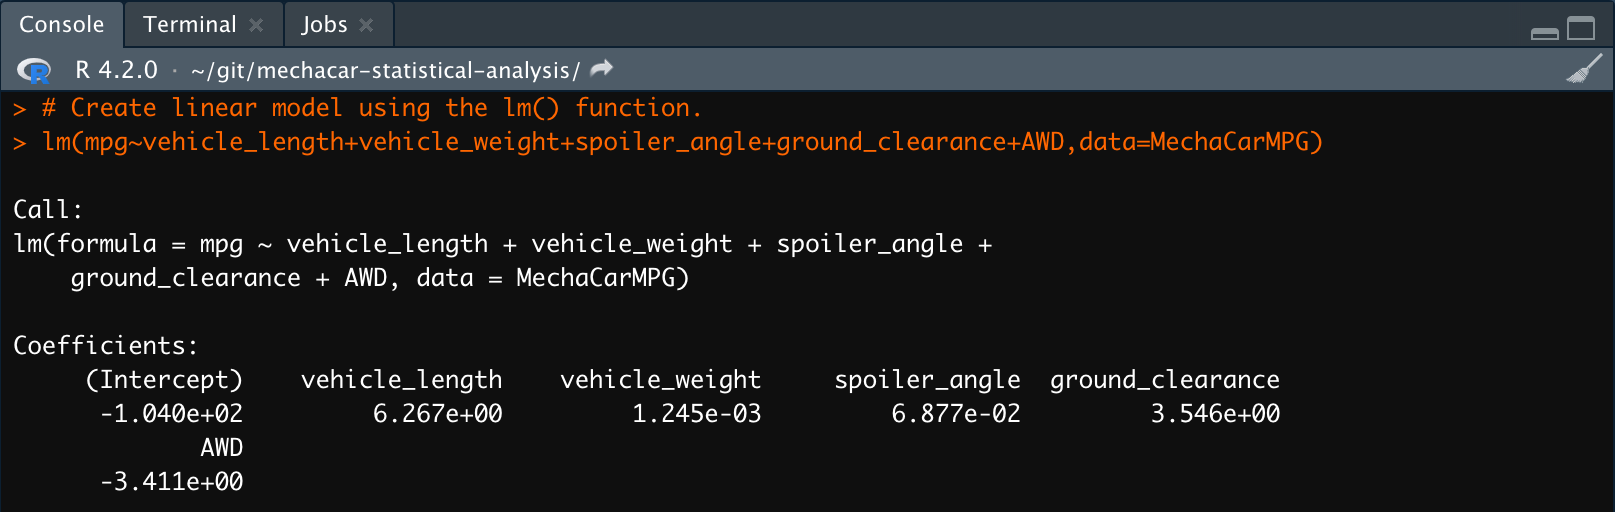 Console Terminal × Jobs ×
R R 4.2.0 · ~/git/mechacar-statistical-analysis/
> # Create linear model using the lm() function.
> lm(mpg~vehicle_length+vehicle_weight+spoiler_angle+ground_clearance+AWD,data=MechaCarMPG)
Call:
lm(formula = mpg ~ vehicle_length + vehicle_weight + spoiler_angle +
    ground_clearance + AWD, data = MechaCarMPG)
Coefficients:
     (Intercept)    vehicle_length    vehicle_weight     spoiler_angle  ground_clearance
      -1.040e+02         6.267e+00         1.245e-03         6.877e-02         3.546e+00
             AWD
      -3.411e+00